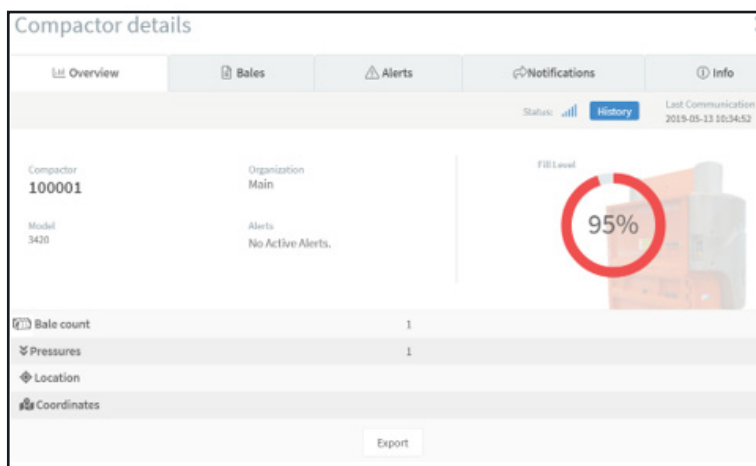 Compactor details
Overview Bales Alerts Notifications Info
Status: History Last Communication
2019-05-13 10:34:52
Compactor Organization Fill Level
100001 Main
95%
Model Alerts
3420 No Active Alerts.
Bale count 1
Pressures 1
Location
Coordinates
Export